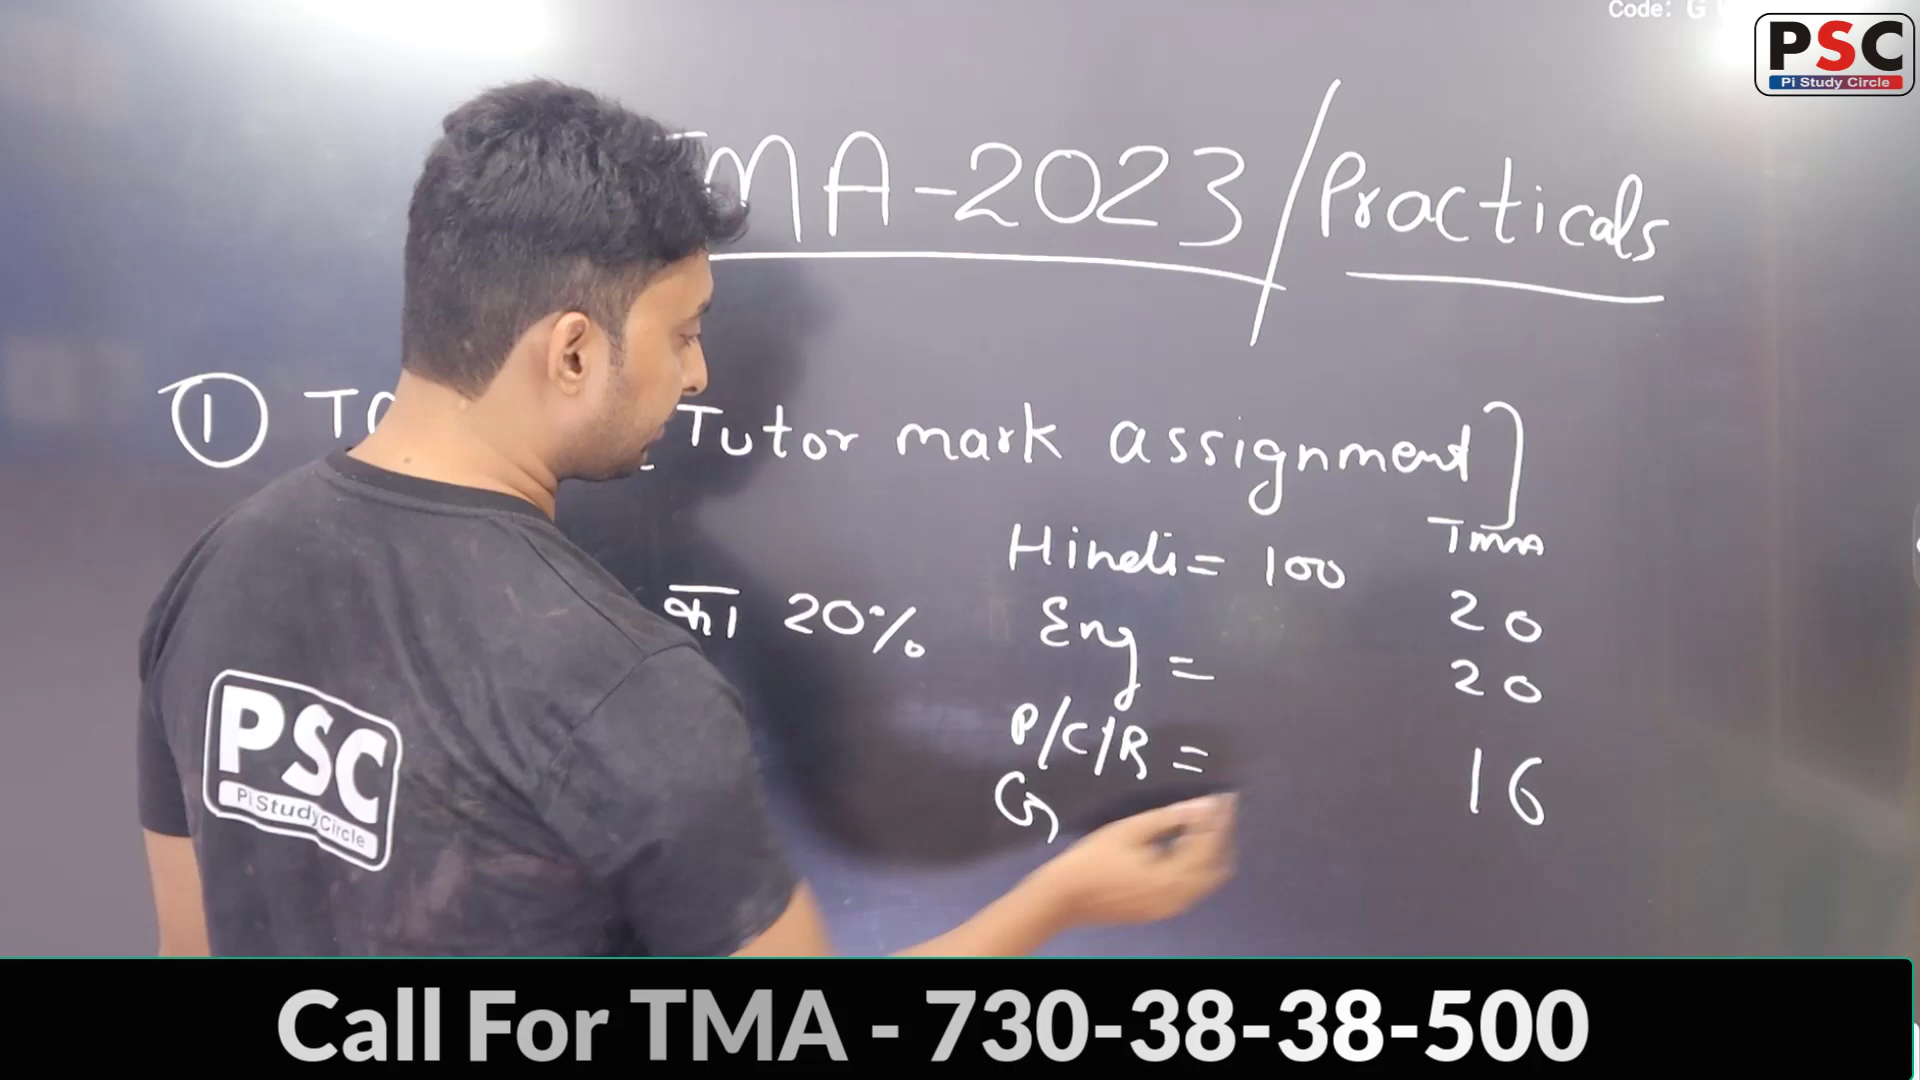 Code: G
PSC
Pi Study Circle
TMA-2023/Practicals
① Tutor mark assignment]
TMA
Hindi = 100 20
का 20% Eng = 20
P/C/B = 16
G
PSC
Pi Study Circle
Call For TMA - 730-38-38-500